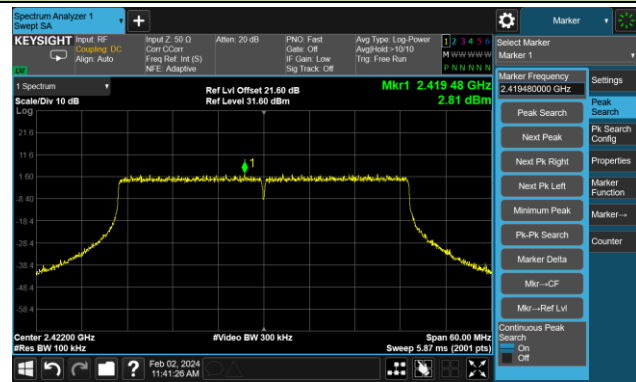 Spectrum Analyzer 1
Swept SA
+
Marker
KEYSIGHT
Input: RF
Coupling: DC
Align: Auto
Input Z: 50 Ω
Corr CCorr
Freq Ref: Int (S)
NFE: Adaptive
Atten: 20 dB
PNO: Fast
Gate: Off
IF Gain: Low
Sig Track: Off
Avg Type: Log-Power
Avg|Hold:>10/10
Trig: Free Run
1 2 3 4 5 6
M W W W W W
P N N N N N
LW
Select Marker
Marker 1
1 Spectrum
Scale/Div 10 dB
Log
Ref Lvl Offset 21.60 dB
Ref Level 31.60 dBm
Mkr1 2.419 48 GHz
2.81 dBm
21.6
11.6
1.60
-8.40
-18.4
-28.4
-38.4
-48.4
-58.4
1
Center 2.42200 GHz
#Res BW 100 kHz
#Video BW 300 kHz
Span 60.00 MHz
Sweep 5.87 ms (2001 pts)
Marker Frequency
2.419480000 GHz
Peak Search
Next Peak
Next Pk Right
Next Pk Left
Minimum Peak
Pk-Pk Search
Marker Delta
Mkr→CF
Mkr→Ref Lvl
Continuous Peak
Search
On
Off
Settings
Peak
Search
Pk Search
Config
Properties
Marker
Function
Marker→
Counter
?
Feb 02, 2024
11:41:26 AM